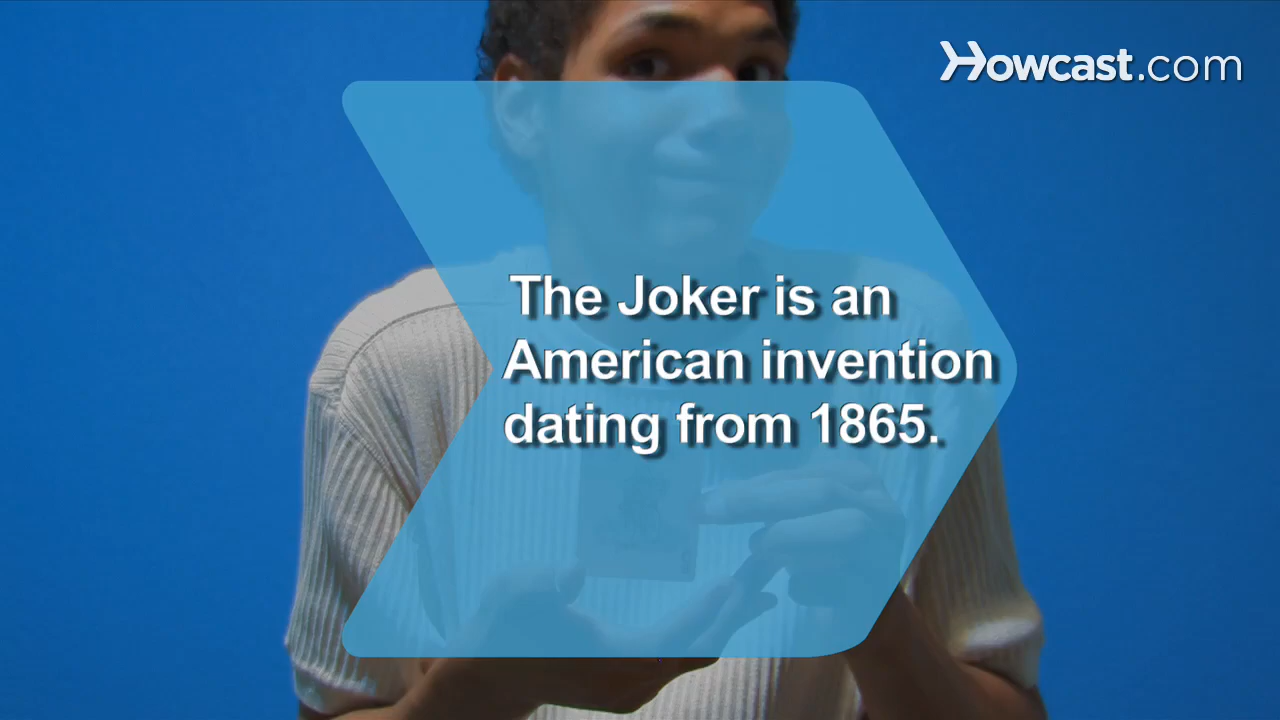 Howcast.com
The Joker is an
American invention
dating from 1865.